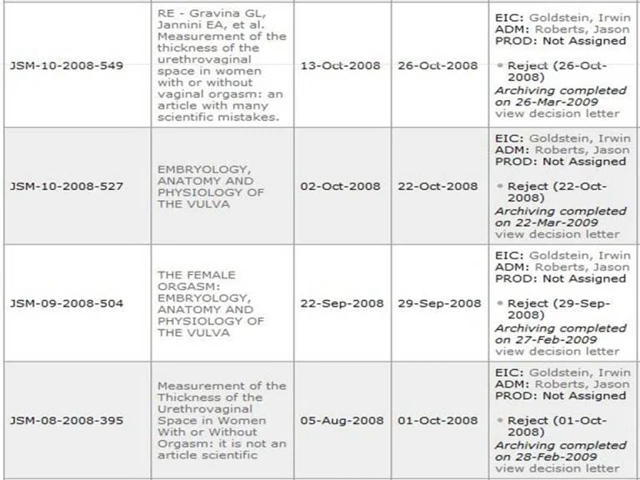 JSM-10-2008-549
RE - Gravina GL,
Jannini EA, et al.
Measurement of the
thickness of the
urethrovaginal
space in women
with or without
vaginal orgasm: an
article with many
scientific mistakes.
13-Oct-2008
26-Oct-2008
EIC: Goldstein, Irwin
ADM: Roberts, Jason
PROD: Not Assigned
• Reject (26-Oct-
2008)
Archiving completed
on 26-Mar-2009
view decision letter
JSM-10-2008-527
EMBRYOLOGY,
ANATOMY AND
PHYSIOLOGY OF
THE VULVA
02-Oct-2008
22-Oct-2008
EIC: Goldstein, Irwin
ADM: Roberts, Jason
PROD: Not Assigned
• Reject (22-Oct-
2008)
Archiving completed
on 22-Mar-2009
view decision letter
JSM-09-2008-504
THE FEMALE
ORGASM:
EMBRYOLOGY,
ANATOMY AND
PHYSIOLOGY OF
THE VULVA
22-Sep-2008
29-Sep-2008
EIC: Goldstein, Irwin
ADM: Roberts, Jason
PROD: Not Assigned
• Reject (29-Sep-
2008)
Archiving completed
on 27-Feb-2009
view decision letter
JSM-08-2008-395
Measurement of the
Thickness of the
Urethrovaginal
Space in Women
With or Without
Orgasm: it is not an
article scientific
05-Aug-2008
01-Oct-2008
EIC: Goldstein, Irwin
ADM: Roberts, Jason
PROD: Not Assigned
• Reject (01-Oct-
2008)
Archiving completed
on 28-Feb-2009
view decision letter